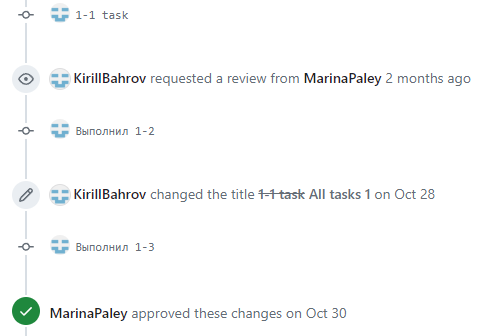 1-1 task
KirillBahrov requested a review from MarinaPaley 2 months ago
Выполнил 1-2
KirillBahrov changed the title 1-1 task All tasks 1 on Oct 28
Выполнил 1-3
MarinaPaley approved these changes on Oct 30